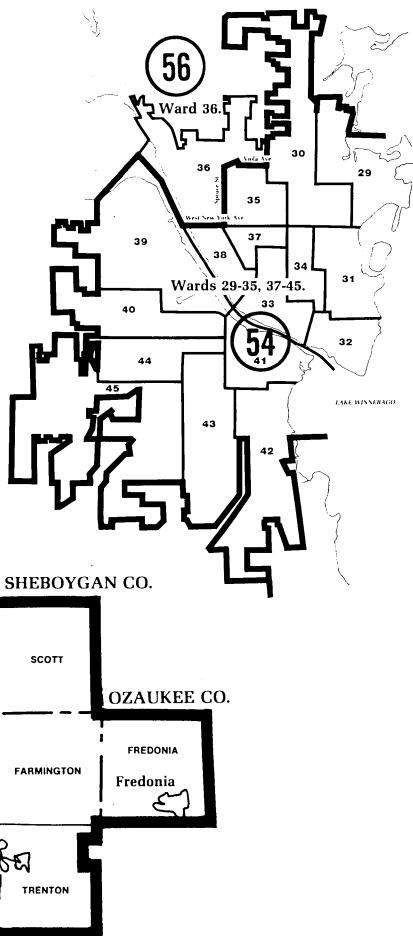 56
Ward 36.
30
Vinla Ave
29
36
Spruce St
35
West New York Ave
37
39
38
34
31
Wards 29-35, 37-45.
33
40
32
54
44
41
45
LAKE WINNEBAGO
43
42
SHEBOYGAN CO.
SCOTT
OZAUKEE CO.
FREDONIA
FARMINGTON
Fredonia
TRENTON